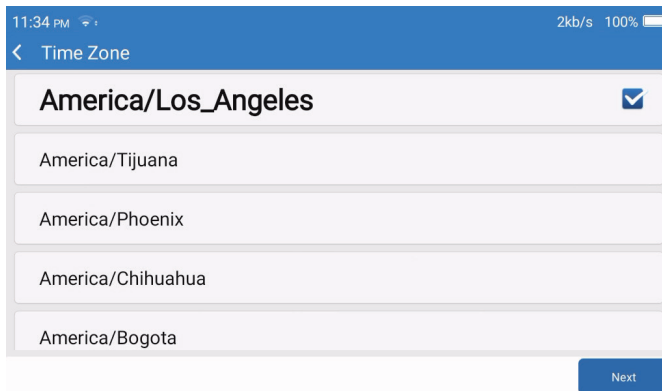 11:34 PM 2kb/s 100%
Time Zone
America/Los_Angeles
America/Tijuana
America/Phoenix
America/Chihuahua
America/Bogota
Next